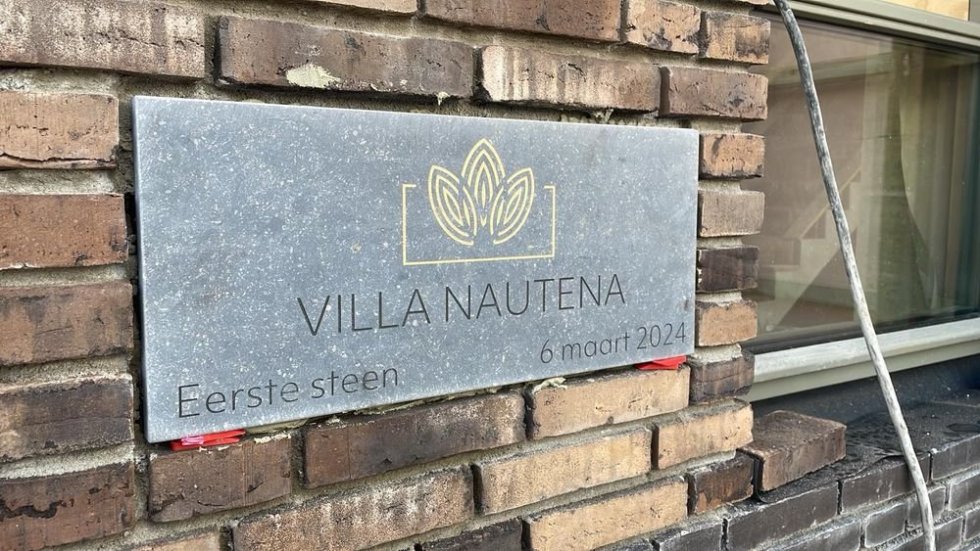 VILLA NAUTENA
6 maart 2024
Eerste steen